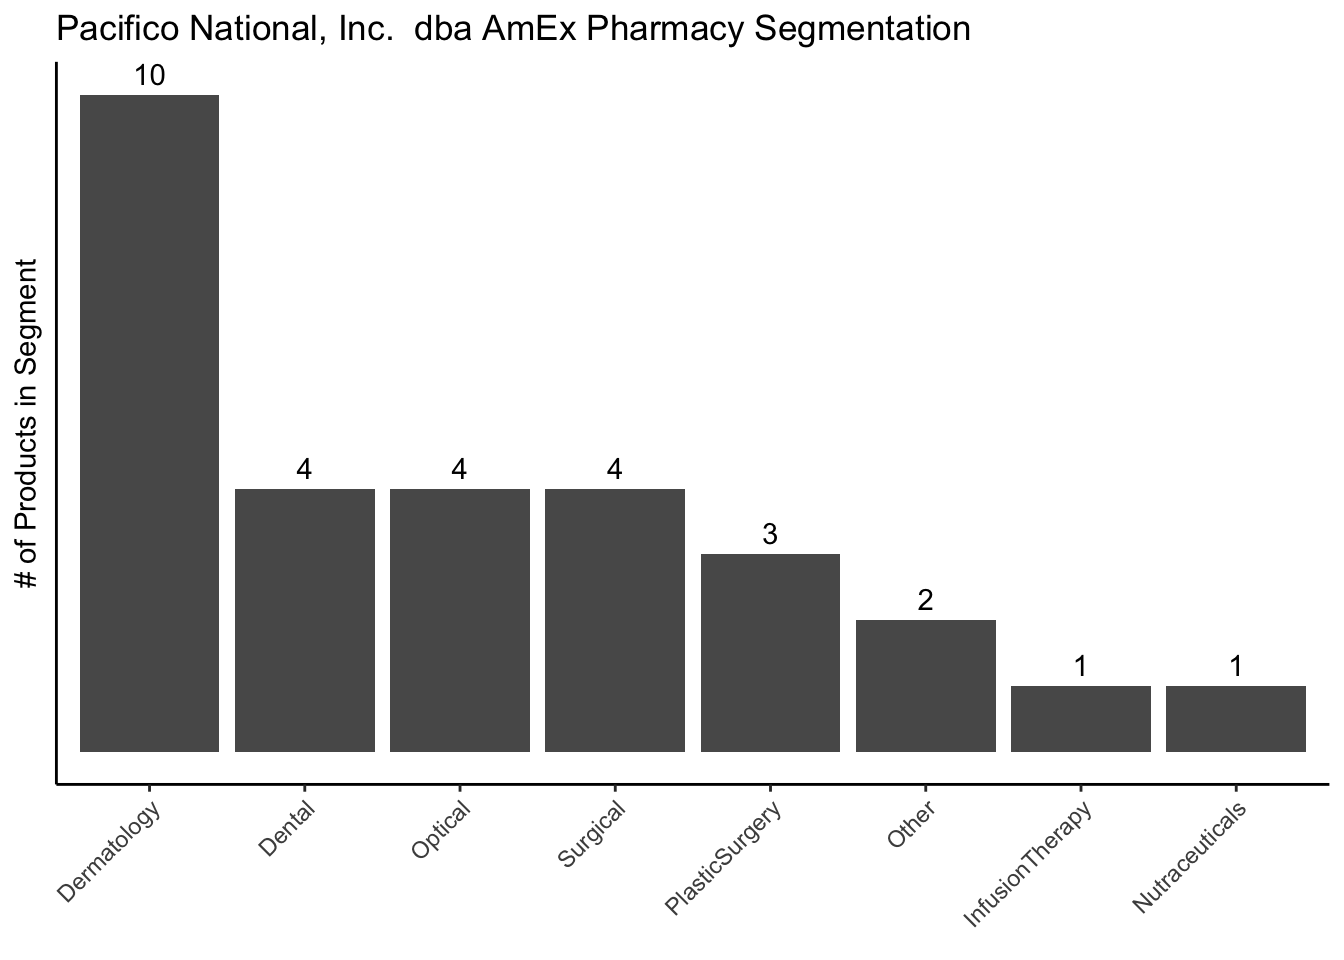 Pacifico National, Inc.  dba AmEx Pharmacy Segmentation
# of Products in Segment
10
4
4
4
3
2
1
1
Dermatology
Dental
Optical
Surgical
PlasticSurgery
Other
InfusionTherapy
Nutraceuticals